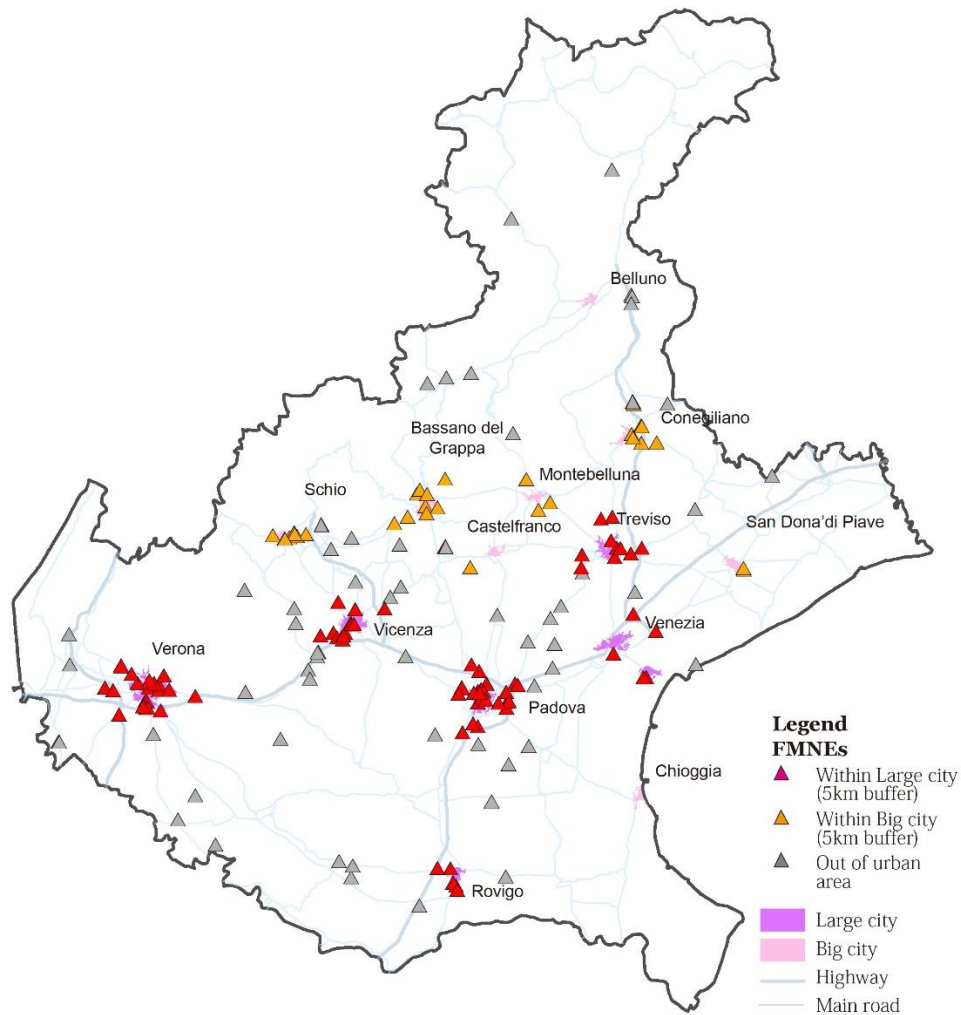 Belluno
Conegiliano
Bassano del
Grappa
Montebelluna
Schio
Castelfranco
Treviso
San Dona'di Piave
Vicenza
Venezia
Verona
Padova
Chioggia
Rovigo
Legend
FMNEs
Within Large city
(5km buffer)
Within Big city
(5km buffer)
Out of urban
area
Large city
Big city
Highway
Main road